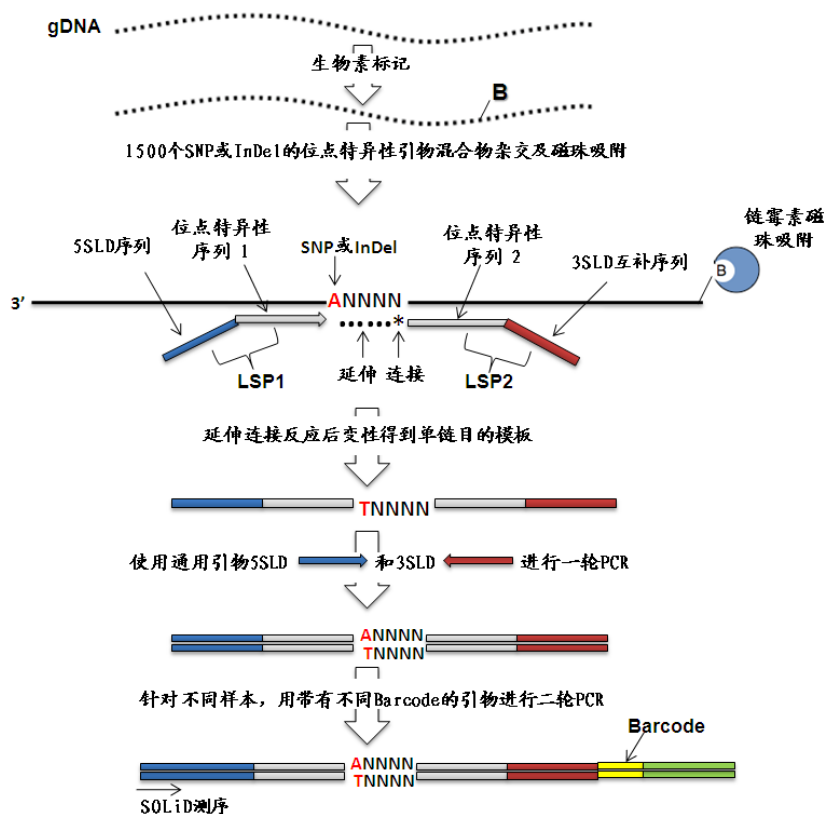 gDNA
生物素标记
B
1500个SNP或InDel的位点特异性引物混合物杂交及磁珠吸附
链霉素磁
珠吸附
5SLD序列
位点特异性
序列 1
SNP或InDel
位点特异性
序列 2
3SLD互补序列
B
3'
ANNNN
......*
LSP1
延伸 连接
LSP2
延伸连接反应后变性得到单链目的模板
TNNNN
使用通用引物5SLD 和3SLD 进行一轮PCR
ANNNN
TNNNN
针对不同样本，用带有不同Barcode的引物进行二轮PCR
Barcode
ANNNN
TNNNN
SOLiD测序